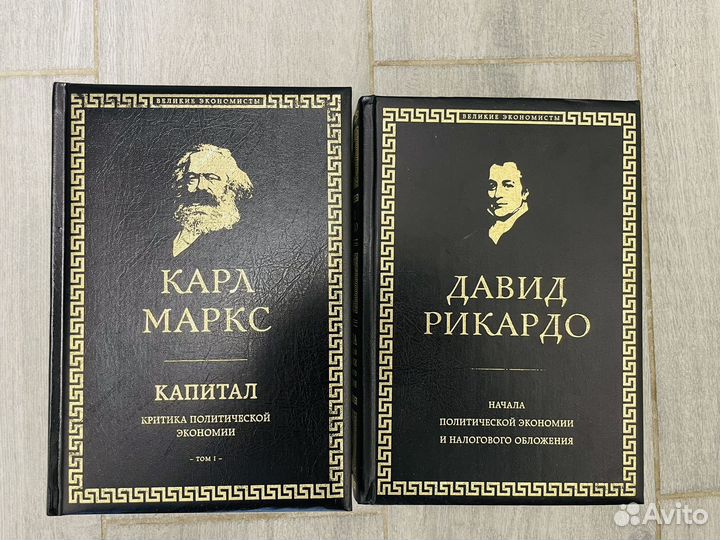 ВЕЛИКИЕ ЭКОНОМИСТЫ
КАРЛ
МАРКС
КАПИТАЛ
КРИТИКА ПОЛИТИЧЕСКОЙ
ЭКОНОМИИ
– ТОМ I –
ВЕЛИКИЕ ЭКОНОМИСТЫ
ДАВИД
РИКАРДО
НАЧАЛА
ПОЛИТИЧЕСКОЙ ЭКОНОМИИ
И НАЛОГОВОГО ОБЛОЖЕНИЯ
Avito